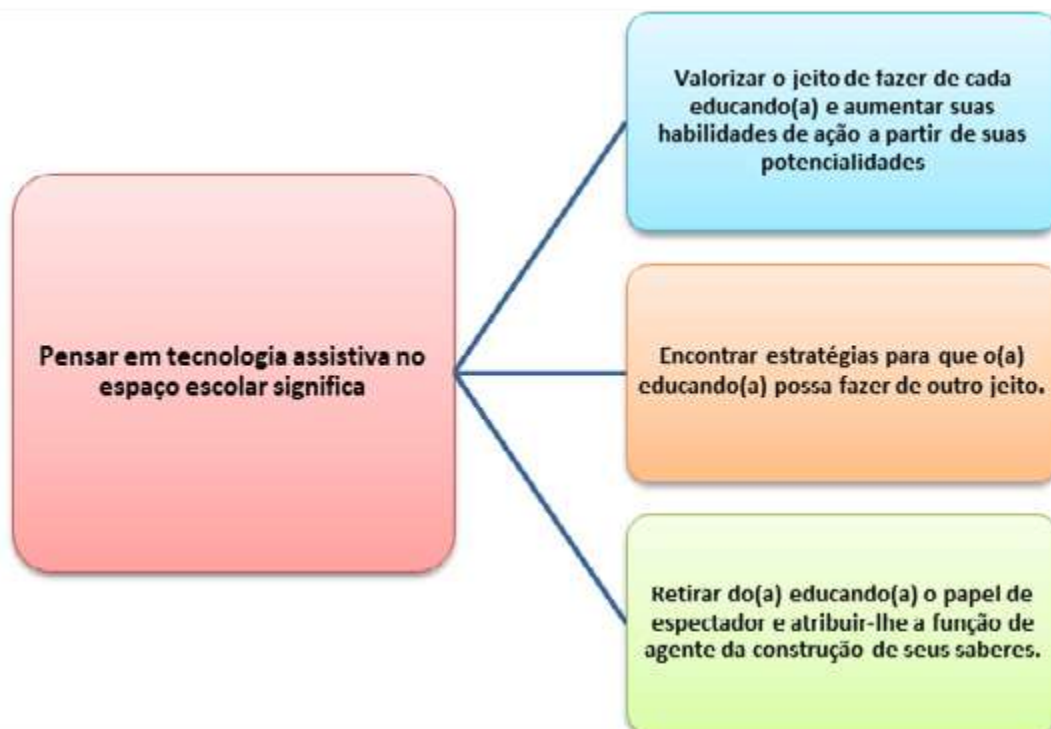 Pensar em tecnologia assistiva no
espaço escolar significa
Valorizar o jeito de fazer de cada
educando(a) e aumentar suas
habilidades de ação a partir de suas
potencialidades
Encontrar estratégias para que o(a)
educando(a) possa fazer de outro jeito.
Retirar do(a) educando(a) o papel de
espectador e atribuir-lhe a função de
agente da construção de seus saberes.